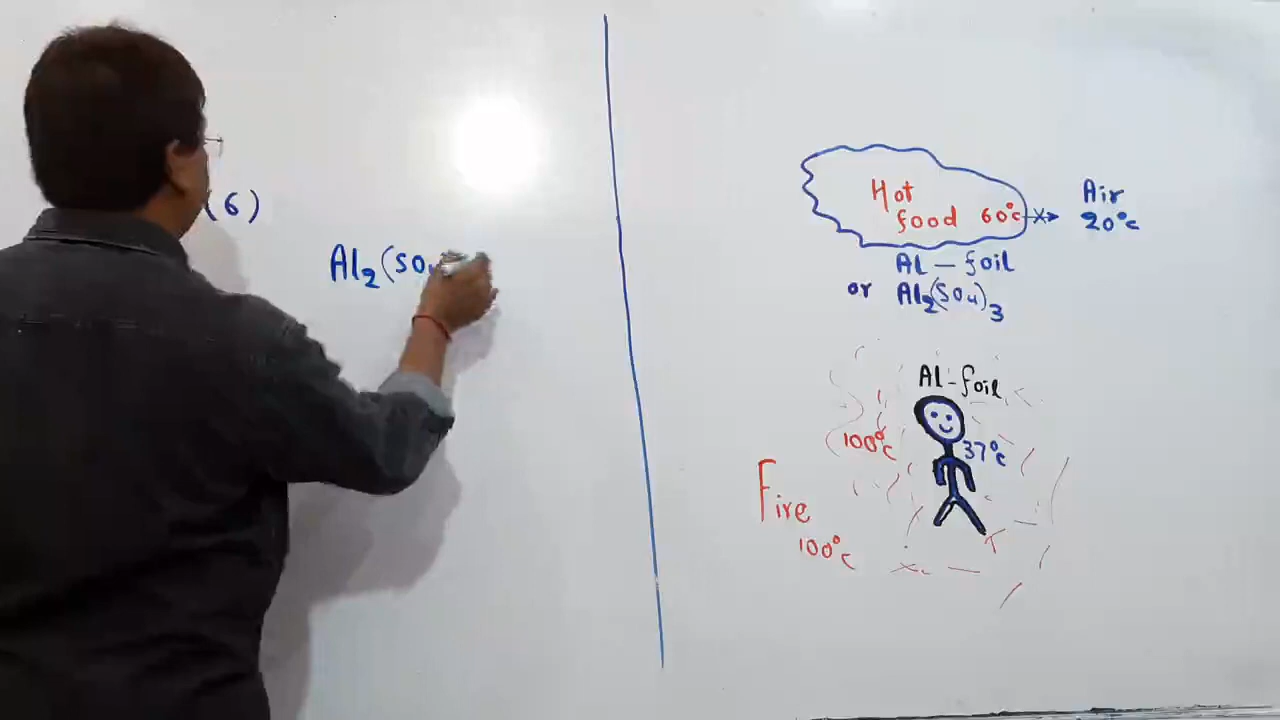 (6)
Al2(SO4
Hot
food 60°c
Air
20°c
Al - foil
or Al2(SO4)3
Al-foil
100°c
37°c
Fire
100°c